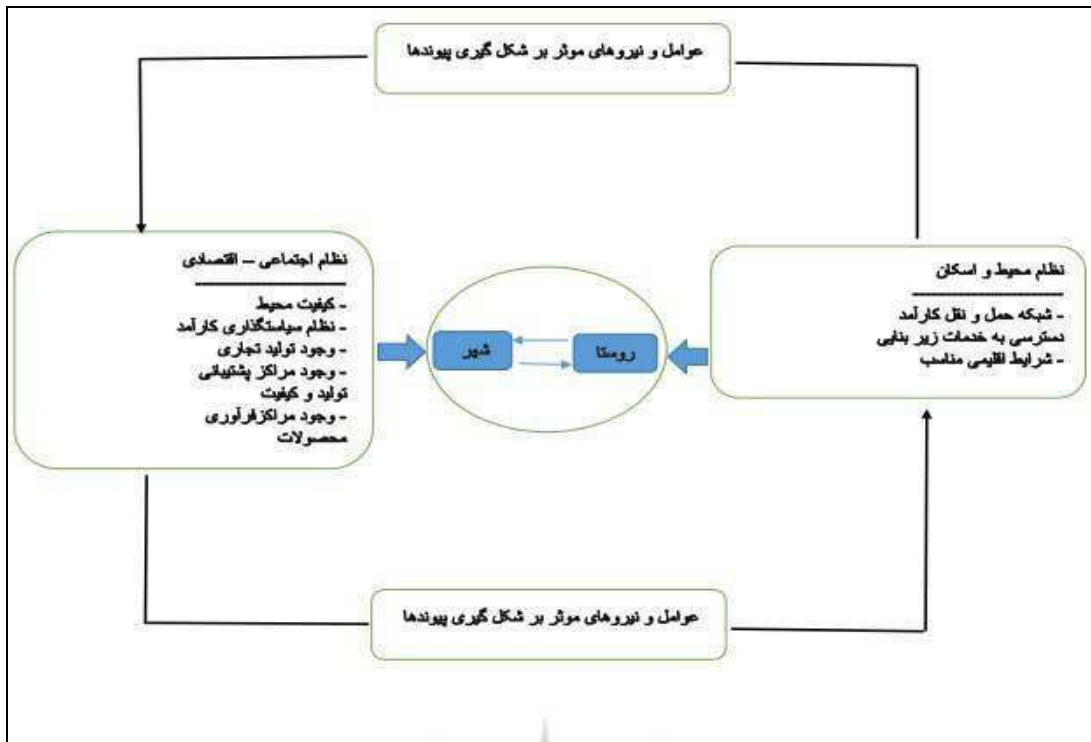 عوامل و نیروهای موثر بر شکل گیری پیوندها
نظام محیط و اسکان
- شبکه حمل و نقل کارآمد
دسترسی به خدمات زیر بنایی
- شرایط اقلیمی مناسب
روستا
شهر
نظام اجتماعی – اقتصادی
- کیفیت محیط
- نظام سیاستگذاری کارآمد
- وجود تولید تجاری
- وجود مراکز پشتیبانی
تولید و کیفیت
- وجود مراکزفرآوری
محصولات
عوامل و نیروهای موثر بر شکل گیری پیوندها